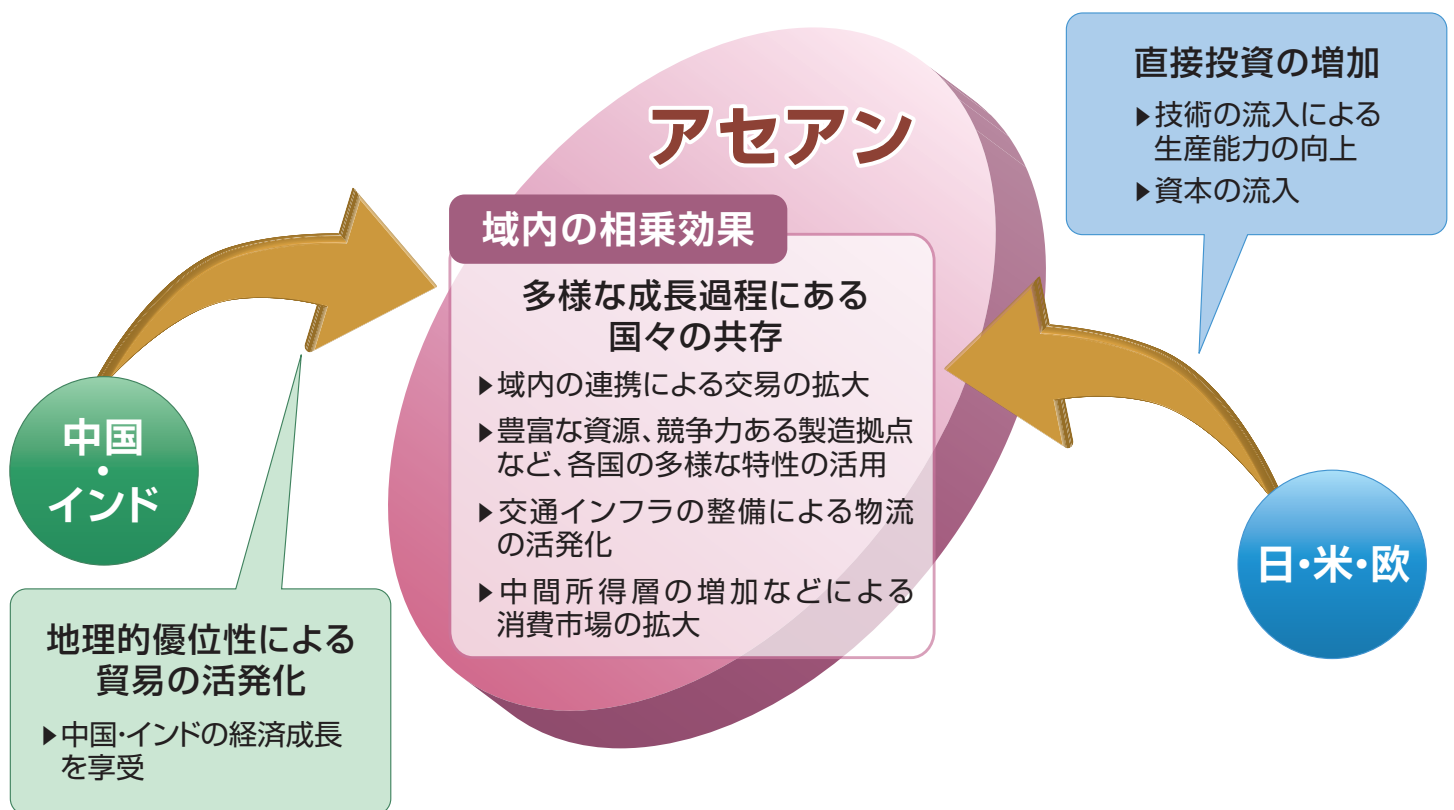 アセアン
域内の相乗効果
多様な成長過程にある
国々の共存
▶域内の連携による交易の拡大
▶豊富な資源、競争力ある製造拠点
など、各国の多様な特性の活用
▶交通インフラの整備による物流
の活発化
▶中間所得層の増加などによる
消費市場の拡大
中国
・
インド
地理的優位性による
貿易の活発化
▶中国・インドの経済成長
を享受
直接投資の増加
▶技術の流入による
生産能力の向上
▶資本の流入
日・米・欧